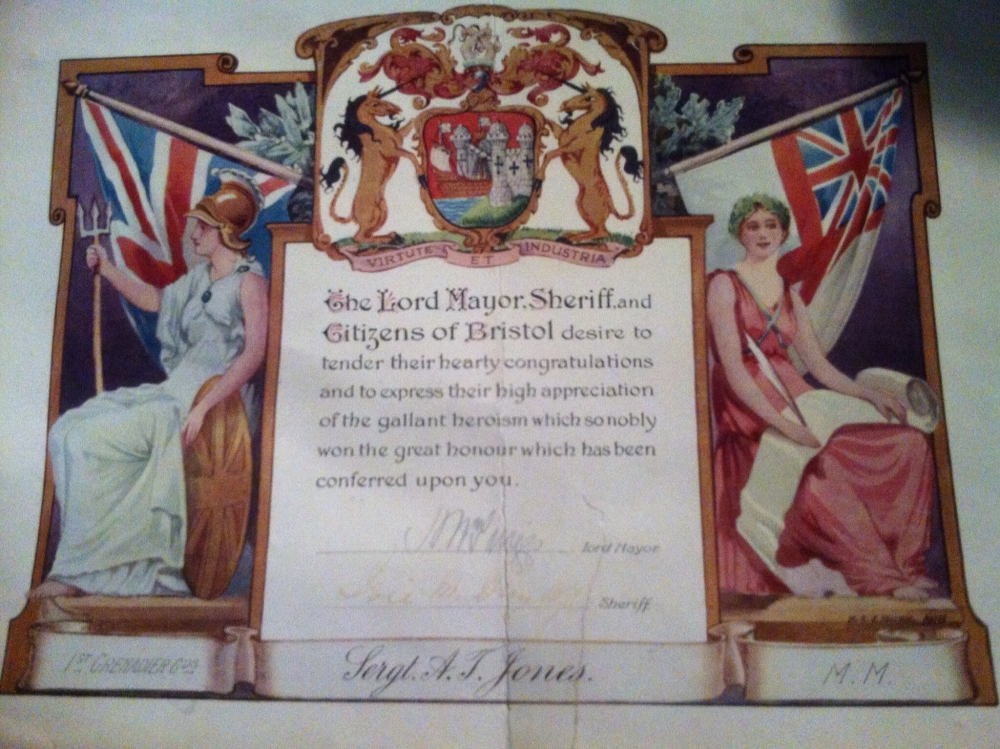 VIRTUTE ET INDUSTRIA
The Lord Mayor, Sheriff, and
Citizens of Bristol desire to
tender their hearty congratulations
and to express their high appreciation
of the gallant heroism which so nobly
won the great honour which has been
conferred upon you.
Lord Mayor
Sheriff
1ST GRENADIER GDS
Sergt. A. T. Jones.
M. M.